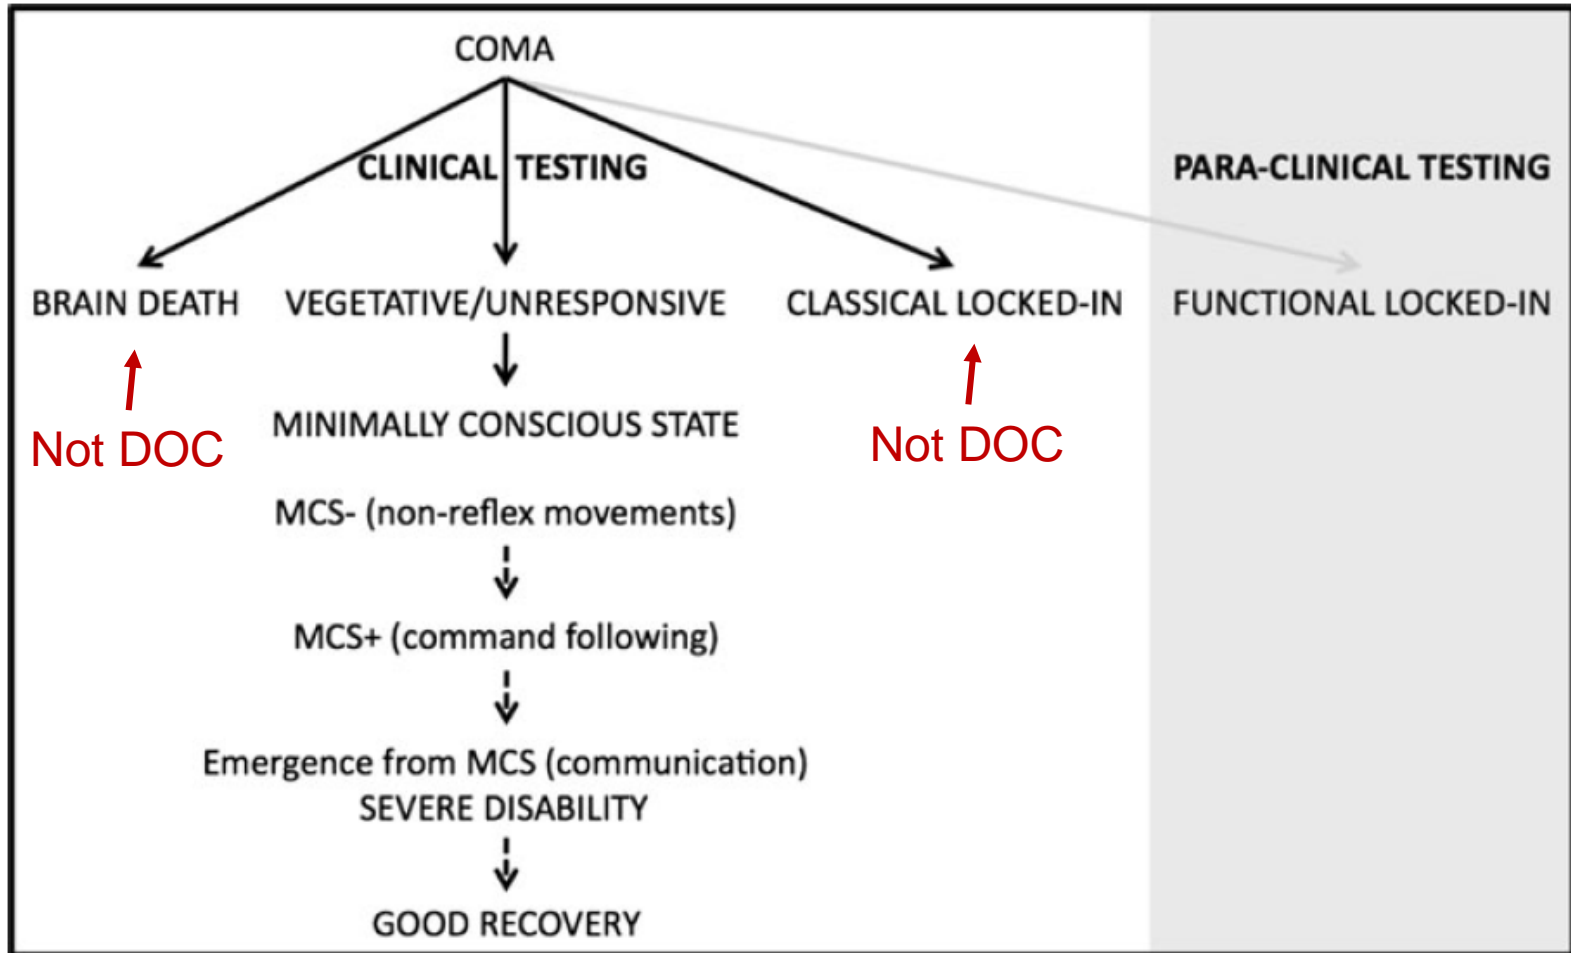 COMA
CLINICAL TESTING
PARA-CLINICAL TESTING
BRAIN DEATH
VEGETATIVE/UNRESPONSIVE
CLASSICAL LOCKED-IN
FUNCTIONAL LOCKED-IN
Not DOC
MINIMALLY CONSCIOUS STATE
Not DOC
MCS- (non-reflex movements)
MCS+ (command following)
Emergence from MCS (communication)
SEVERE DISABILITY
GOOD RECOVERY